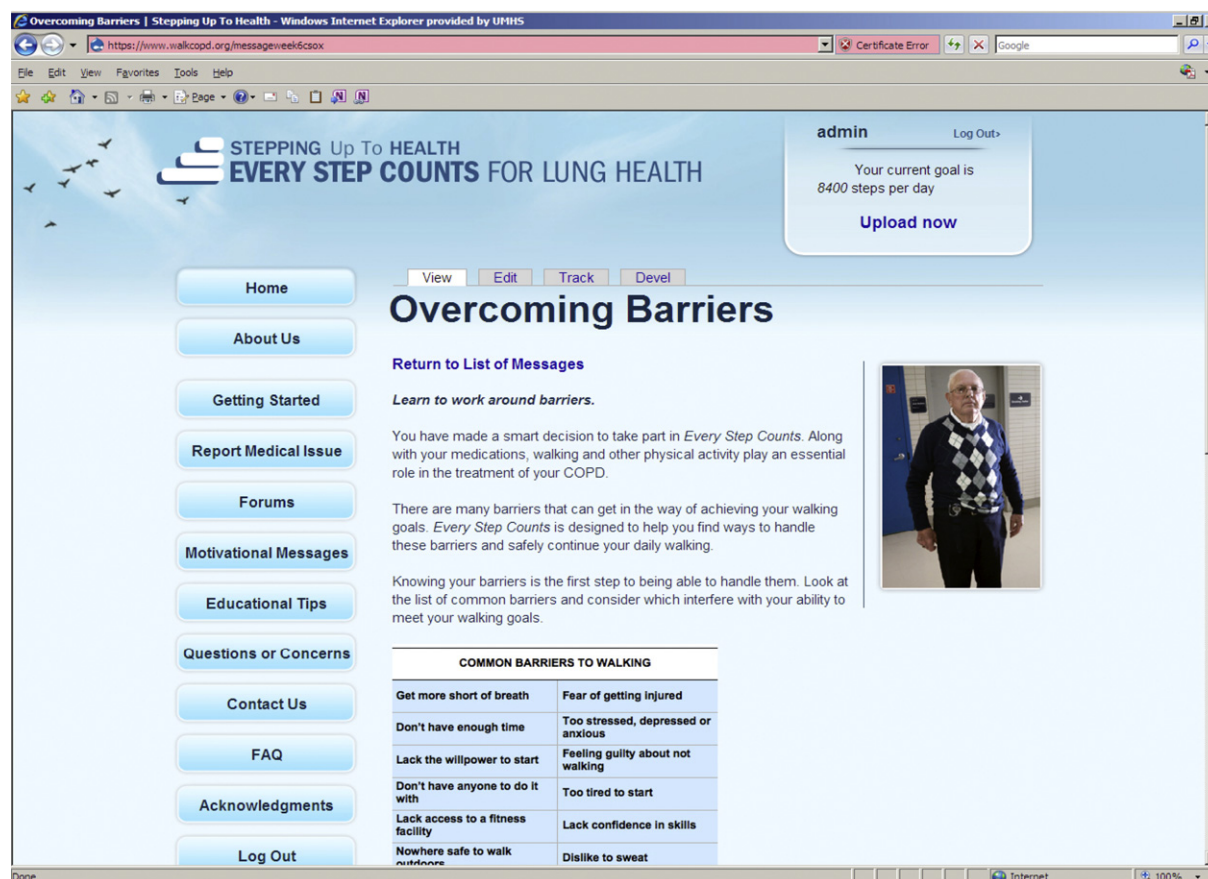 Overcoming Barriers | Stepping Up To Health - Windows Internet Explorer provided by UMHS
https://www.walkcopd.org/messageweek6csox
Certificate Error
Google
File Edit View Favorites Tools Help
Page
STEPPING Up To HEALTH
EVERY STEP COUNTS FOR LUNG HEALTH
admin
Log Out>
Your current goal is
8400 steps per day
Upload now
Home
About Us
Getting Started
Report Medical Issue
Forums
Motivational Messages
Educational Tips
Questions or Concerns
Contact Us
FAQ
Acknowledgments
Log Out
View Edit Track Devel
Overcoming Barriers
Return to List of Messages
Learn to work around barriers.
You have made a smart decision to take part in Every Step Counts. Along
with your medications, walking and other physical activity play an essential
role in the treatment of your COPD.
There are many barriers that can get in the way of achieving your walking
goals. Every Step Counts is designed to help you find ways to handle
these barriers and safely continue your daily walking.
Knowing your barriers is the first step to being able to handle them. Look at
the list of common barriers and consider which interfere with your ability to
meet your walking goals.
COMMON BARRIERS TO WALKING
Get more short of breath
Fear of getting injured
Don't have enough time
Too stressed, depressed or
anxious
Lack the willpower to start
Feeling guilty about not
walking
Don't have anyone to do it
with
Too tired to start
Lack access to a fitness
facility
Lack confidence in skills
Nowhere safe to walk
outdoors
Dislike to sweat
Done
Internet
100%